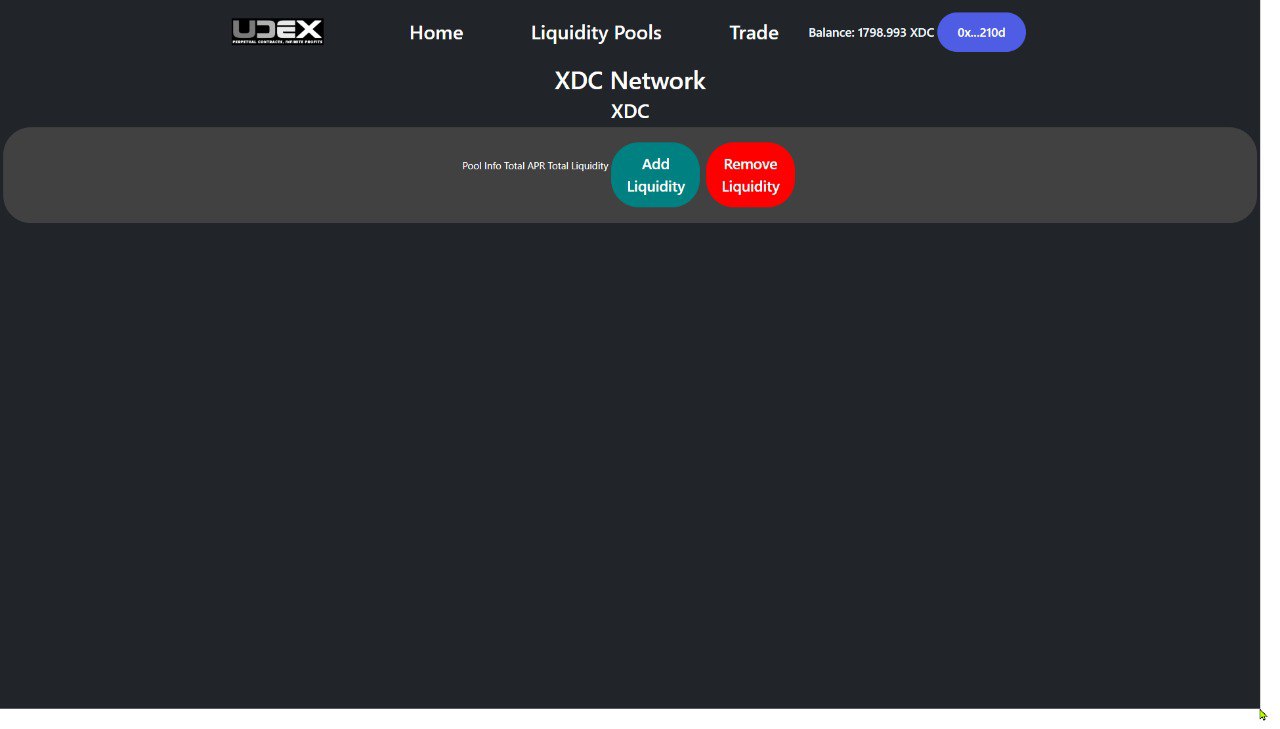 UDEX
PERPETUAL CONTRACTS. INFINITE PROFITS
Home
Liquidity Pools
Trade
Balance: 1798.993 XDC
0x...210d
XDC Network
XDC
Pool Info Total APR Total Liquidity
Add
Liquidity
Remove
Liquidity